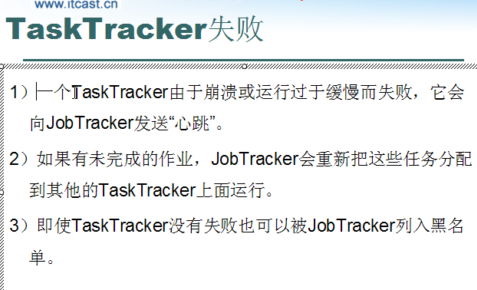 www.itcast.cn
TaskTracker失败
1）一个TaskTracker由于崩溃或运行过于缓慢而失败，它会
向JobTracker发送“心跳”。
2）如果有未完成的作业，JobTracker会重新把这些任务分配
到其他的TaskTracker上面运行。
3）即使TaskTracker没有失败也可以被JobTracker列入黑名
单。